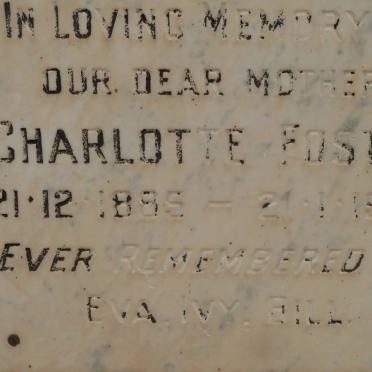 IN LOVING MEMORY
OUR DEAR MOTHER
CHARLOTTE FOST
21·12 1885 — 21·1·1
EVER REMEMBERED
EVA, IVY, BILL.